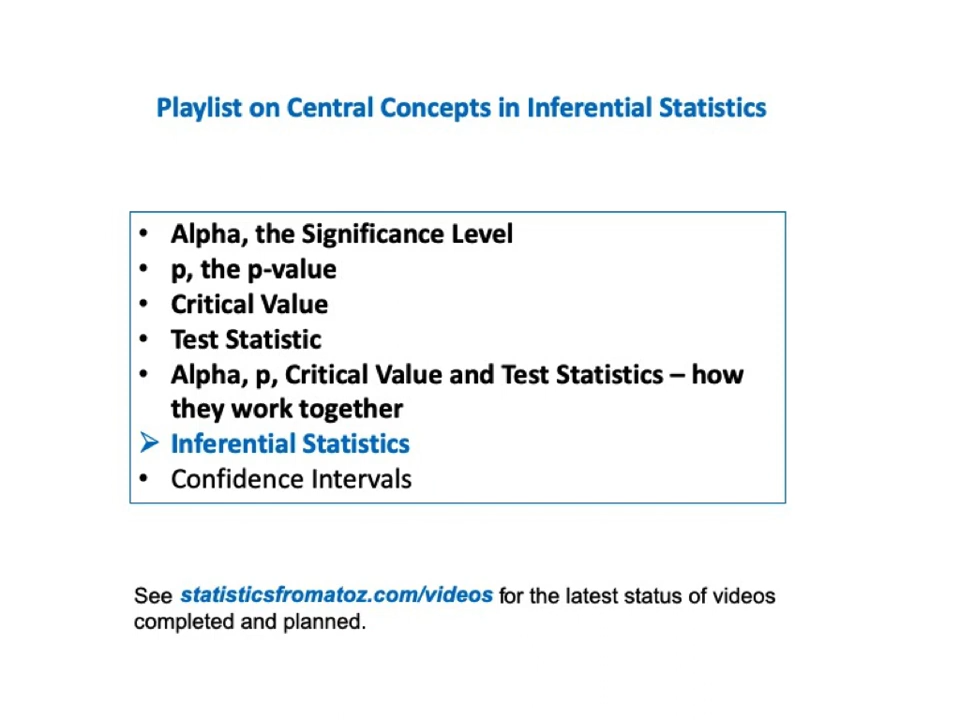 Playlist on Central Concepts in Inferential Statistics
• Alpha, the Significance Level
• p, the p-value
• Critical Value
• Test Statistic
• Alpha, p, Critical Value and Test Statistics – how
they work together
➢ Inferential Statistics
• Confidence Intervals
See statisticsfromatoz.com/videos for the latest status of videos
completed and planned.